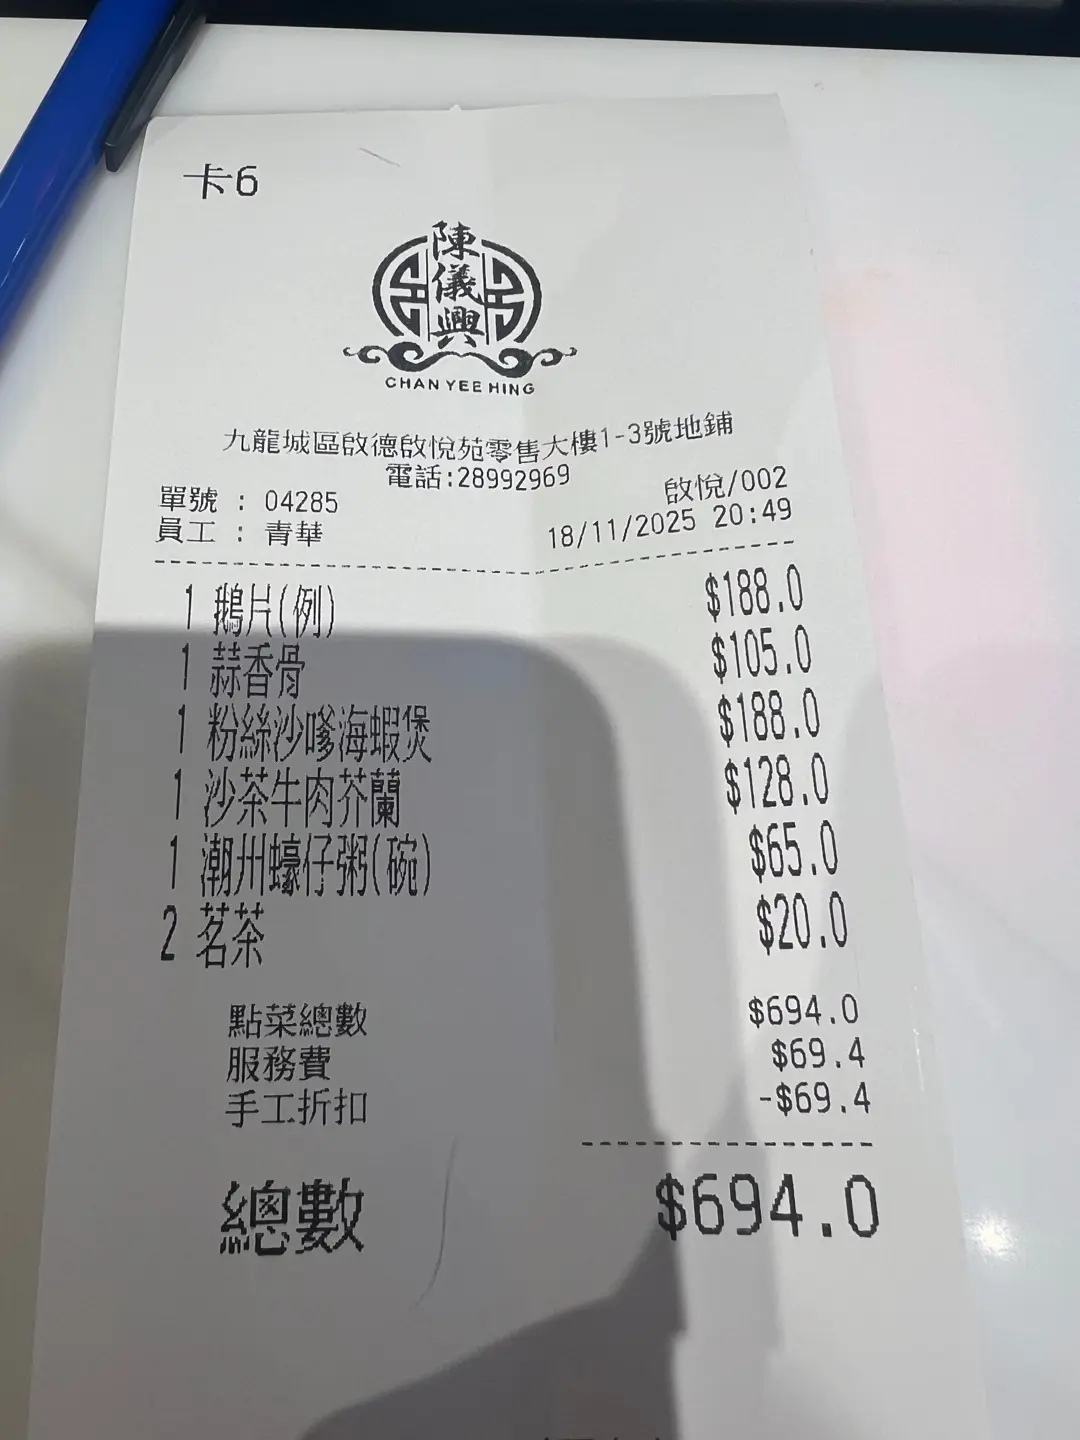 卡6
陳儀興
CHAN YEE HING
九龍城區啟德啟悅苑零售大樓1-3號地鋪
電話:28992969
單號 : 04285 啟悅/002
員工 : 青華 18/11/2025 20:49
1 鵝片(例) $188.0
1 蒜香骨 $105.0
1 粉絲沙嗲海蝦煲 $188.0
1 沙茶牛肉芥蘭 $128.0
1 潮州蠔仔粥(碗) $65.0
2 茗茶 $20.0
點菜總數 $694.0
服務費 $69.4
手工折扣 -$69.4
總數 $694.0